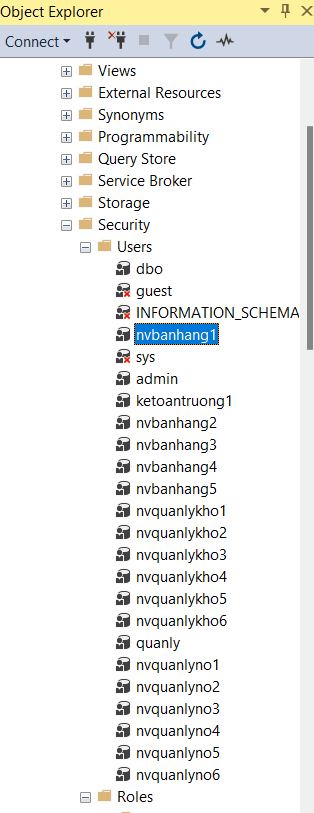 Object Explorer
Connect
Views
External Resources
Synonyms
Programmability
Query Store
Service Broker
Storage
Security
Users
dbo
guest
INFORMATION_SCHEMA
nvbanhang1
sys
admin
ketoantruong1
nvbanhang2
nvbanhang3
nvbanhang4
nvbanhang5
nvquanlykho1
nvquanlykho2
nvquanlykho3
nvquanlykho4
nvquanlykho5
nvquanlykho6
quanly
nvquanlyno1
nvquanlyno2
nvquanlyno3
nvquanlyno4
nvquanlyno5
nvquanlyno6
Roles